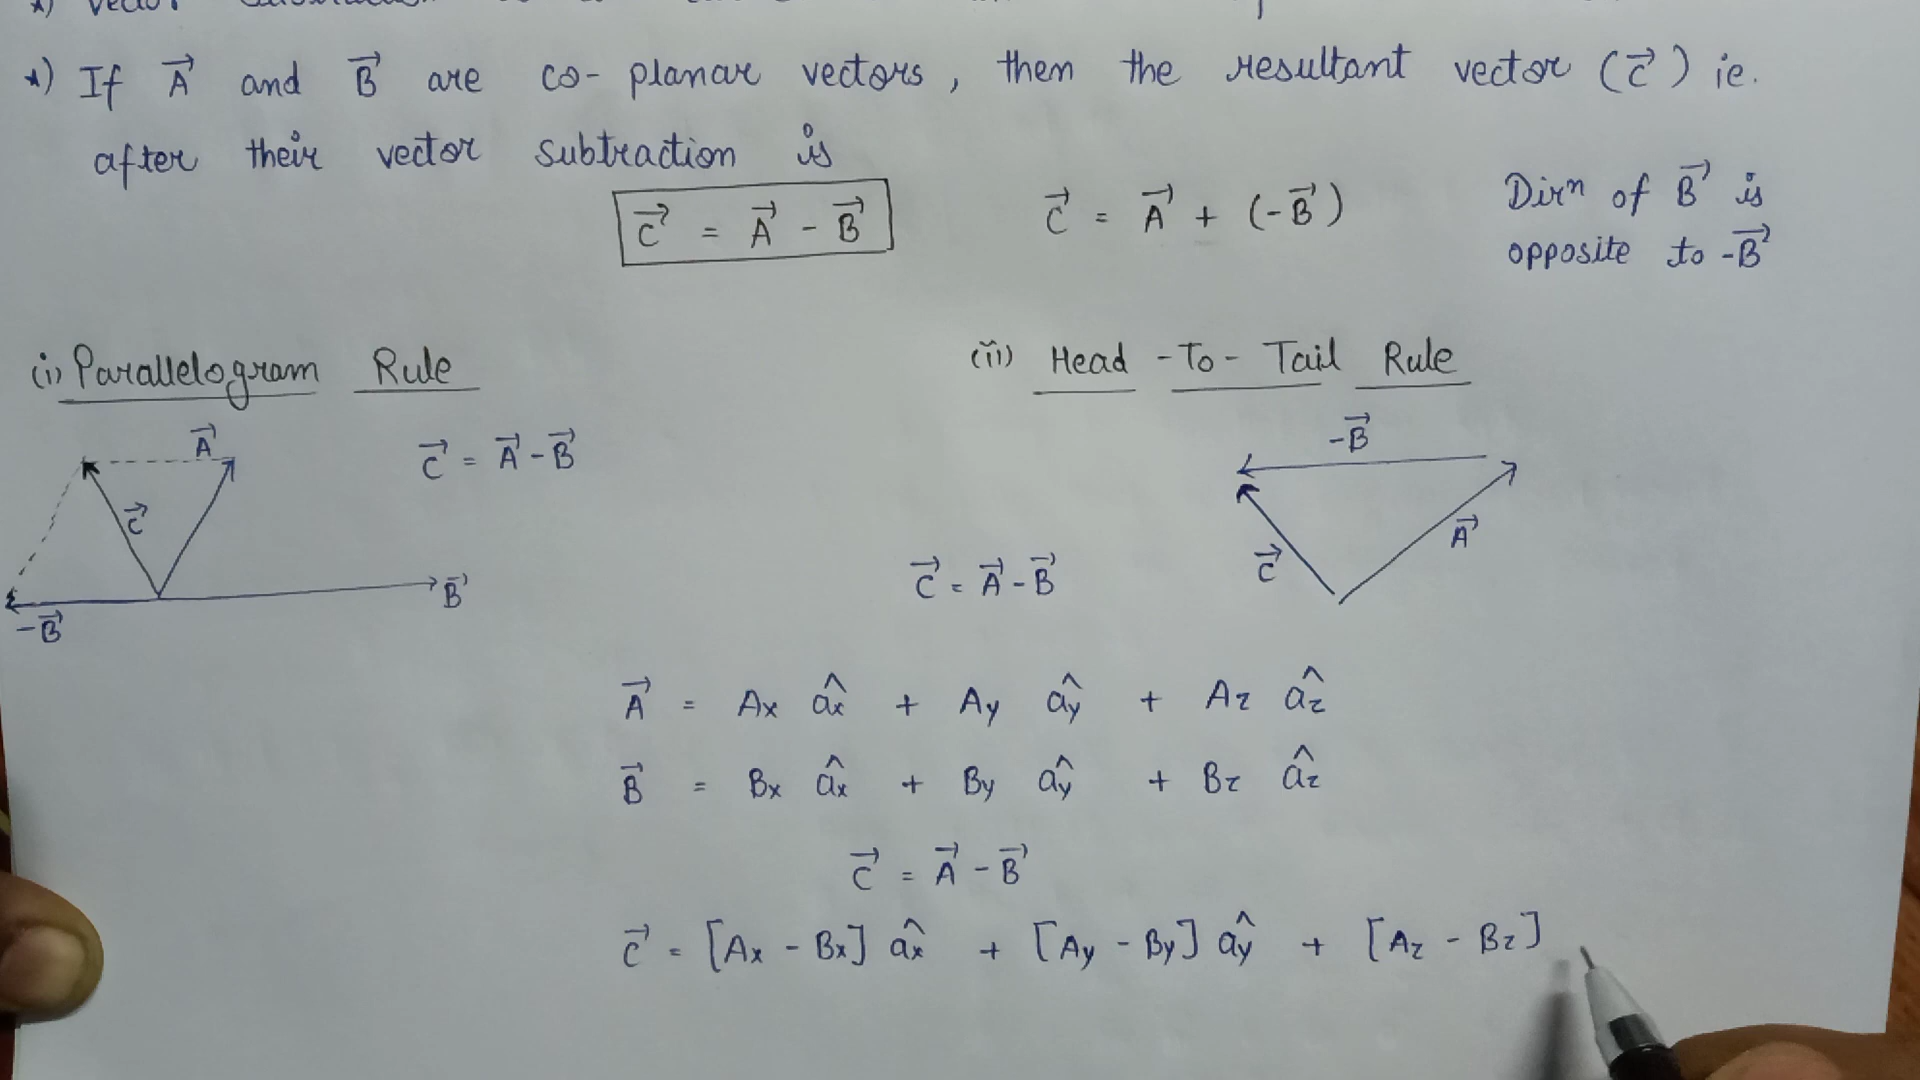 *) If A⃗ and B⃗ are co-planar vectors, then the resultant vector (C⃗) ie.
after their vector subtraction is
C⃗ = A⃗ - B⃗
C⃗ = A⃗ + (-B⃗)
Dirn of B⃗ is
opposite to -B⃗
(i) Parallelogram Rule
A⃗
C⃗
B⃗
-B⃗
C⃗ = A⃗ - B⃗
(ii) Head-To-Tail Rule
-B⃗
A⃗
C⃗
C⃗ = A⃗ - B⃗
A⃗ = Ax âx + Ay ây + Az âz
B⃗ = Bx âx + By ây + Bz âz
C⃗ = A⃗ - B⃗
C⃗ = [Ax - Bx] âx + [Ay - By] ây + [Az - Bz]